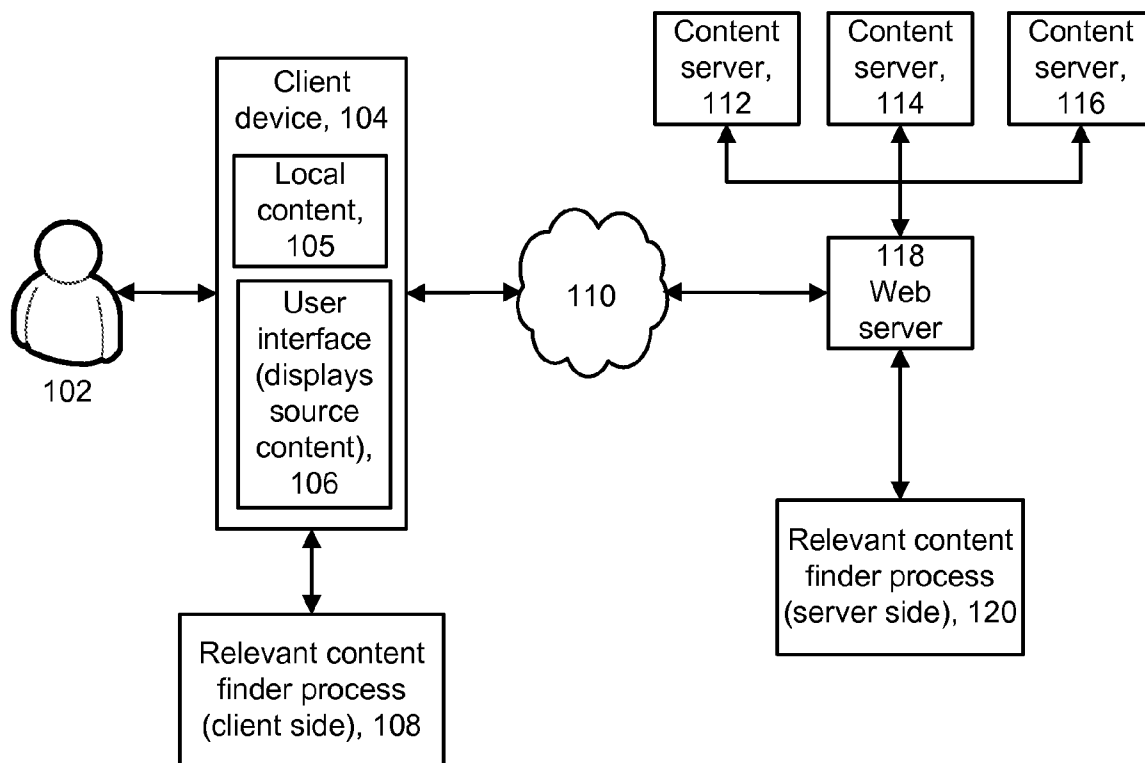 Client
device, 104
Local
content,
105
User
interface
(displays
source
content),
106
102
Relevant content
finder process
(client side), 108
110
Content
server,
112
Content
server,
114
Content
server,
116
118
Web
server
Relevant content
finder process
(server side), 120